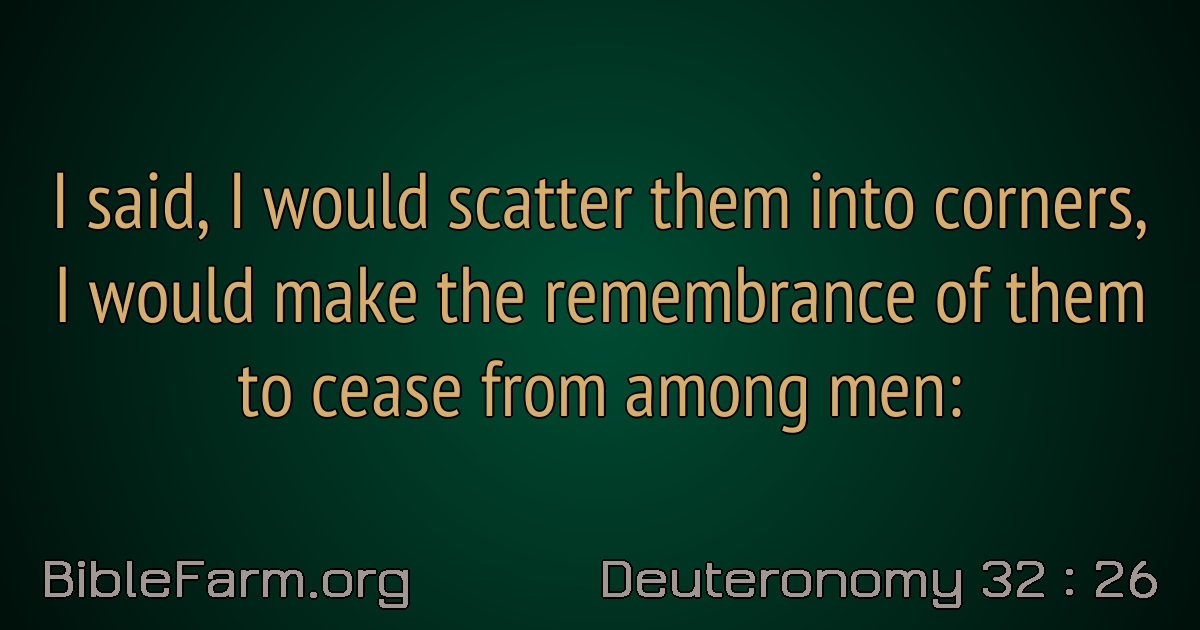 I said, I would scatter them into corners,
I would make the remembrance of them
to cease from among men:
BibleFarm.org
Deuteronomy 32 : 26